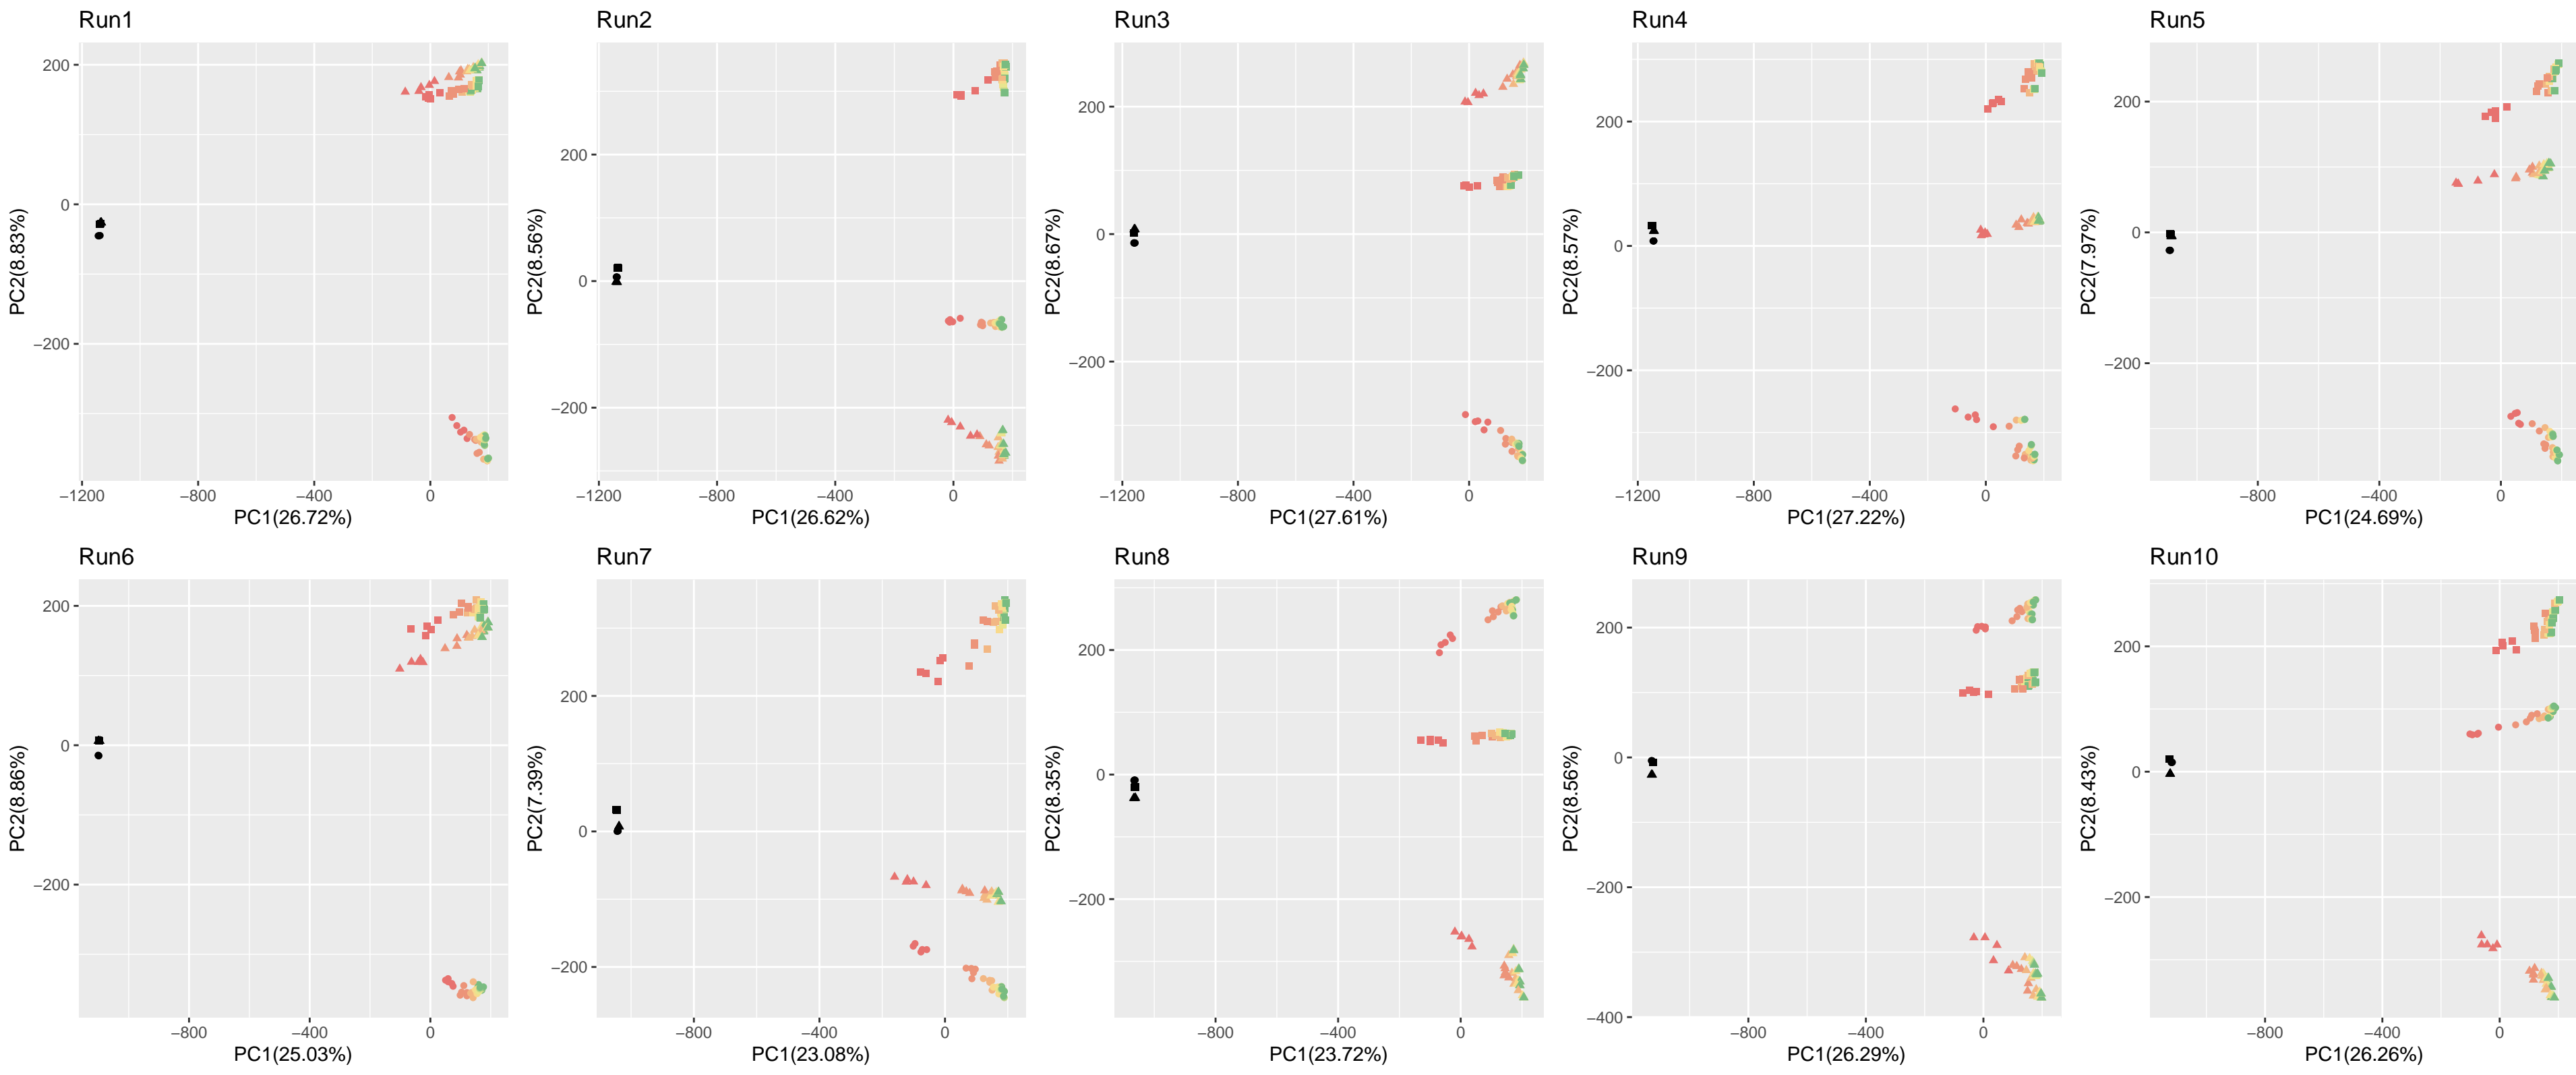 Run1
Run2
Run3
Run4
Run5
200
0
−200
PC2(8.83%)
−1200 −800 −400 0
PC1(26.72%)
200
0
−200
PC2(8.56%)
−1200 −800 −400 0
PC1(26.62%)
200
0
−200
PC2(8.67%)
−1200 −800 −400 0
PC1(27.61%)
200
0
−200
PC2(8.57%)
−1200 −800 −400 0
PC1(27.22%)
200
0
−200
PC2(7.97%)
−800 −400 0
PC1(24.69%)
Run6
Run7
Run8
Run9
Run10
200
0
−200
PC2(8.86%)
−800 −400 0
PC1(25.03%)
200
0
−200
PC2(7.39%)
−800 −400 0
PC1(23.08%)
200
0
−200
PC2(8.35%)
−800 −400 0
PC1(23.72%)
200
0
−200
−400
PC2(8.56%)
−800 −400 0
PC1(26.29%)
200
0
−200
PC2(8.43%)
−800 −400 0
PC1(26.26%)